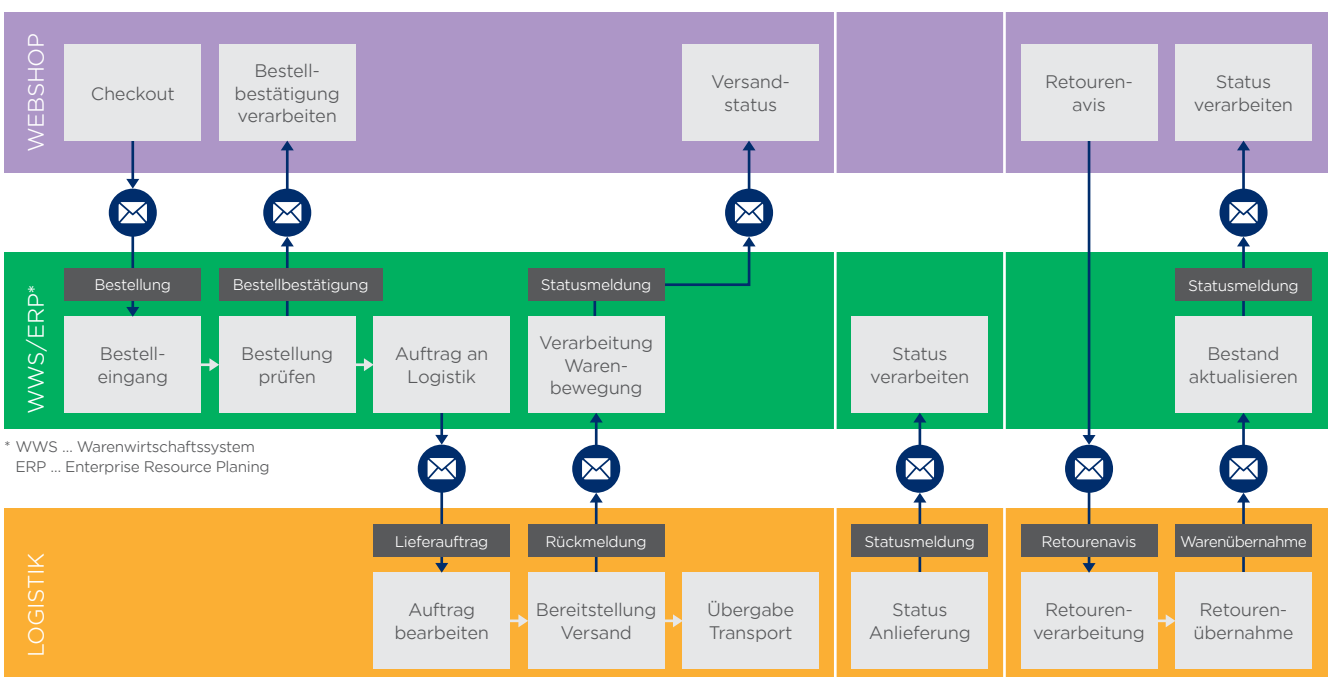 WEBSHOP
Checkout
Bestell-
bestätigung
verarbeiten
Versand-
status
Retouren-
avis
Status
verarbeiten
WWS/ERP*
Bestellung
Bestellbestätigung
Statusmeldung
Statusmeldung
Bestell-
eingang
Bestellung
prüfen
Auftrag an
Logistik
Verarbeitung
Waren-
bewegung
Status
verarbeiten
Bestand
aktualisieren
* WWS ... Warenwirtschaftssystem
ERP ... Enterprise Resource Planing
LOGISTIK
Lieferauftrag
Rückmeldung
Statusmeldung
Retourenavis
Warenübernahme
Auftrag
bearbeiten
Bereitstellung
Versand
Übergabe
Transport
Status
Anlieferung
Retouren-
verarbeitung
Retouren-
übernahme